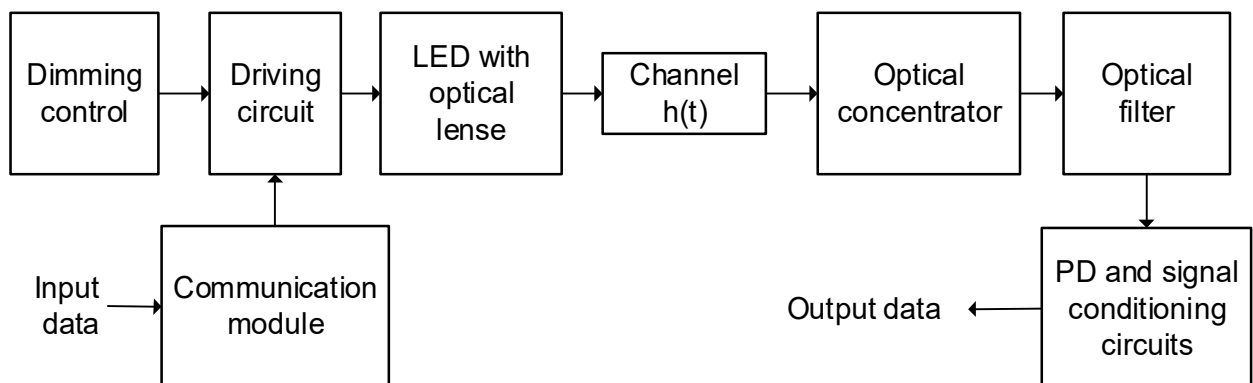 Dimming
control
Driving
circuit
LED with
optical
lense
Channel
h(t)
Optical
concentrator
Optical
filter
Input
data
Communication
module
Output data
PD and signal
conditioning
circuits